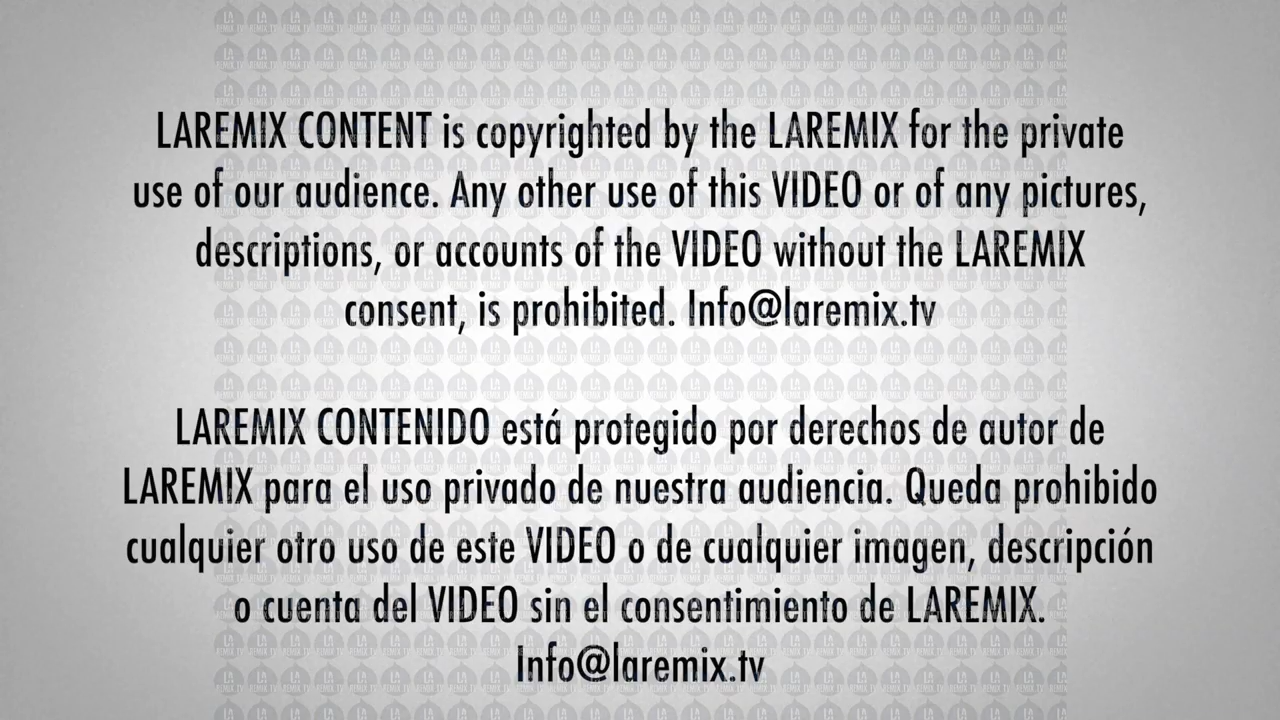 LAREMIX CONTENT is copyrighted by the LAREMIX for the private
use of our audience. Any other use of this VIDEO or of any pictures,
descriptions, or accounts of the VIDEO without the LAREMIX
consent, is prohibited. Info@laremix.tv
LAREMIX CONTENIDO está protegido por derechos de autor de
LAREMIX para el uso privado de nuestra audiencia. Queda prohibido
cualquier otro uso de este VIDEO o de cualquier imagen, descripción
o cuenta del VIDEO sin el consentimiento de LAREMIX.
Info@laremix.tv